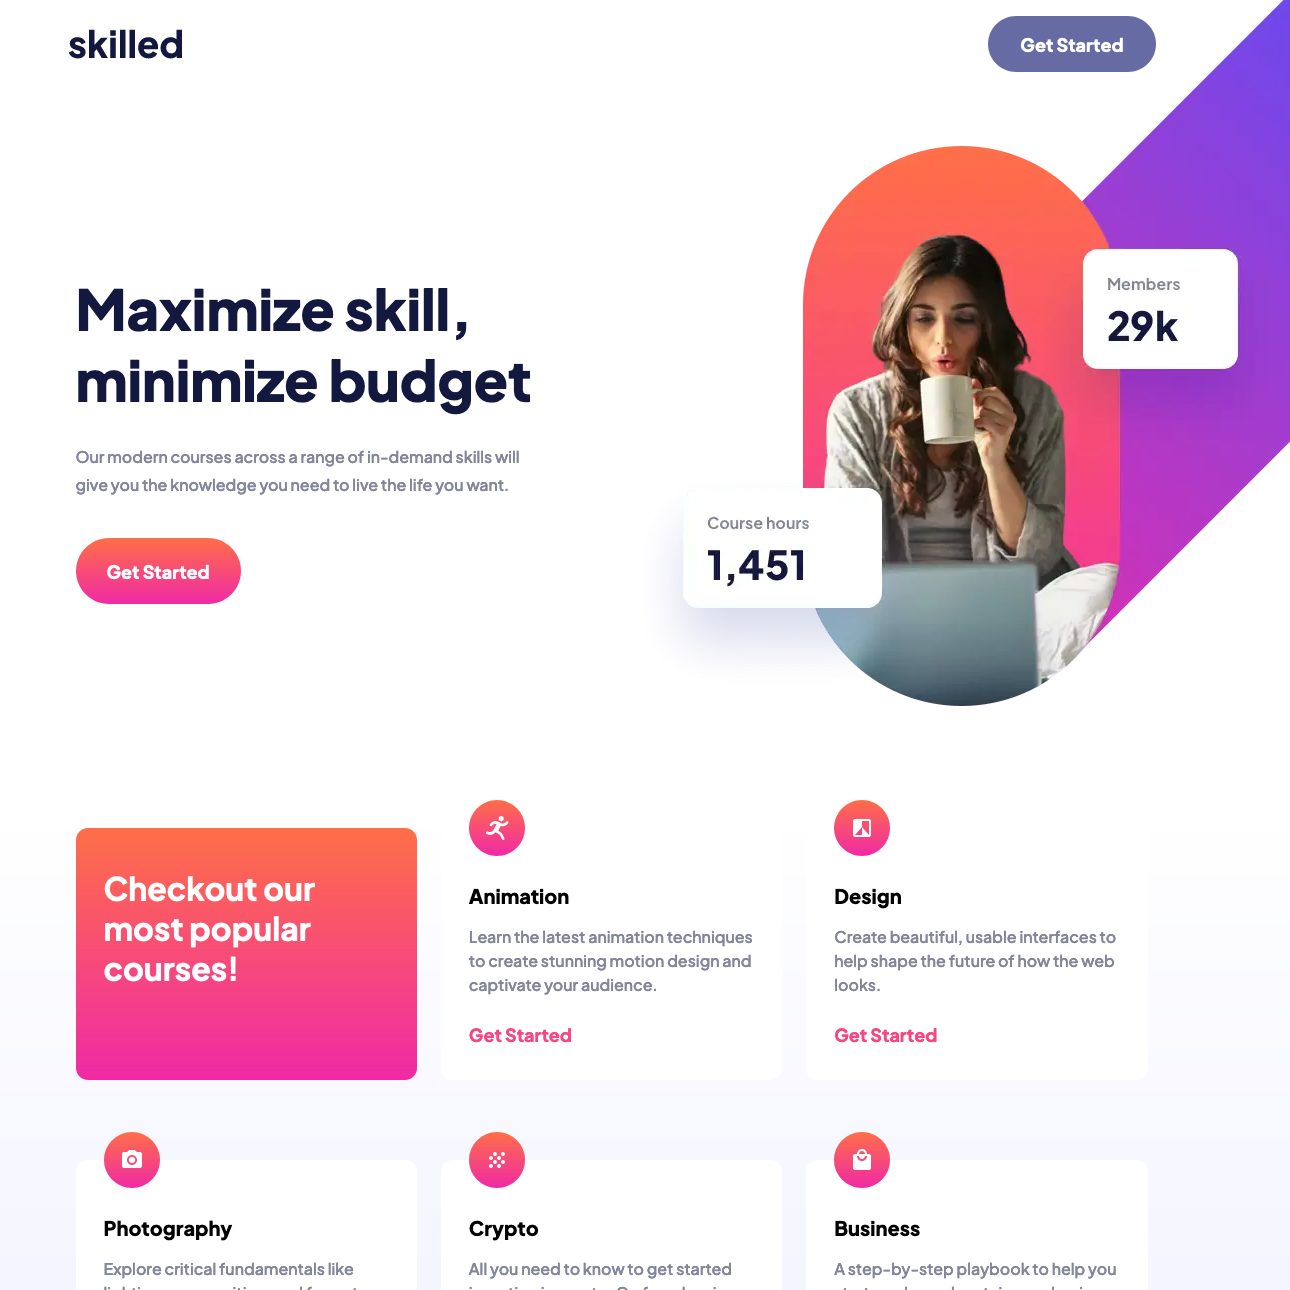 skilled
Get Started
Maximize skill,
minimize budget
Our modern courses across a range of in-demand skills will
give you the knowledge you need to live the life you want.
Get Started
Members
29k
Course hours
1,451
Checkout our
most popular
courses!
Animation
Learn the latest animation techniques
to create stunning motion design and
captivate your audience.
Get Started
Design
Create beautiful, usable interfaces to
help shape the future of how the web
looks.
Get Started
Photography
Explore critical fundamentals like
Crypto
All you need to know to get started
Business
A step-by-step playbook to help you